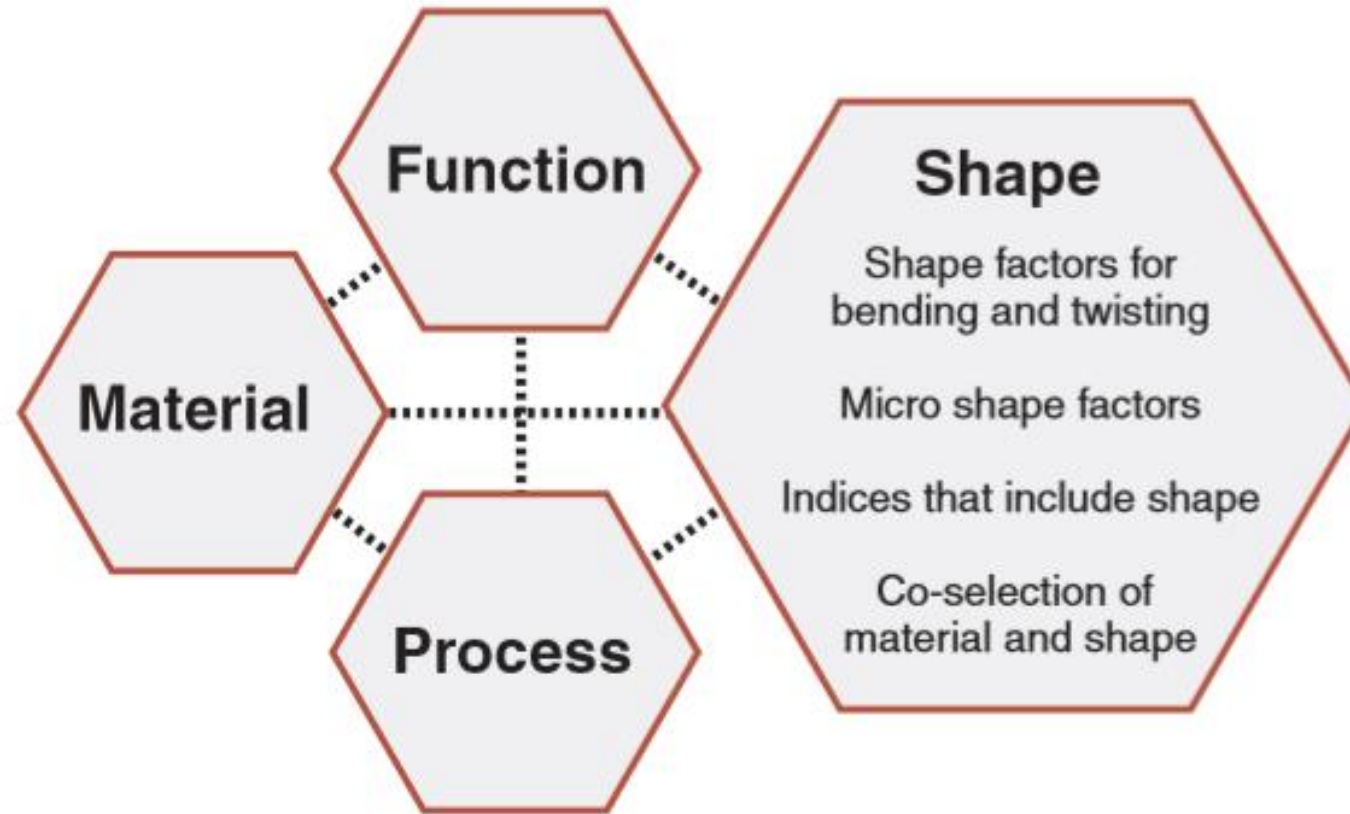 Function
Material
Process
Shape
Shape factors for
bending and twisting
Micro shape factors
Indices that include shape
Co-selection of
material and shape